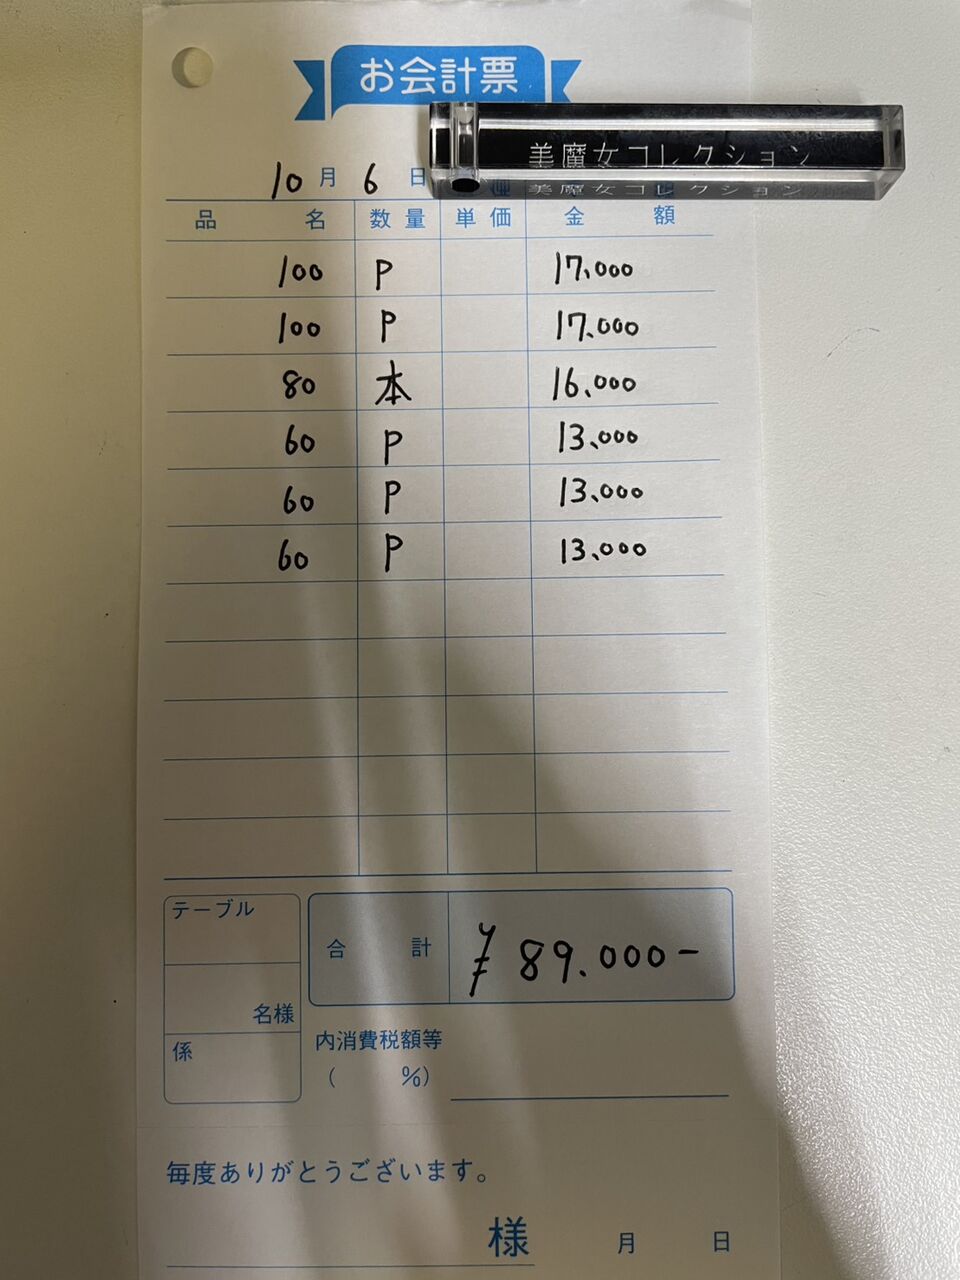 お会計票
美魔女コレクション
10月 6日
美魔女コレクション
品名 数量 単価 金額
100 P 17,000
100 P 17,000
80 本 16,000
60 P 13,000
60 P 13,000
60 P 13,000
テーブル
合計 ¥89.000-
名様
係
内消費税額等
( %)
毎度ありがとうございます。
様 月 日